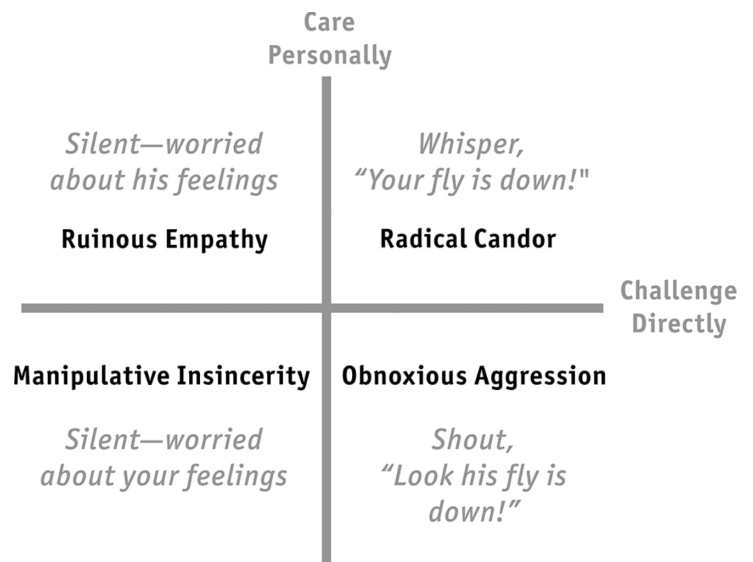 Care
Personally
Silent—worried
about his feelings
Whisper,
“Your fly is down!"
Ruinous Empathy
Radical Candor
Challenge
Directly
Manipulative Insincerity
Obnoxious Aggression
Silent—worried
about your feelings
Shout,
“Look his fly is
down!”